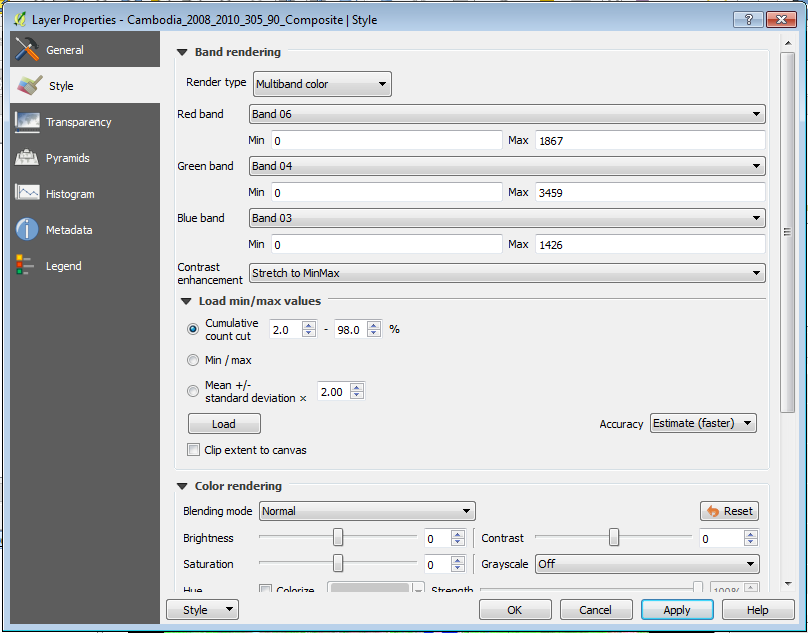 Layer Properties - Cambodia_2008_2010_305_90_Composite | Style
General
Style
Transparency
Pyramids
Histogram
Metadata
Legend
Band rendering
Render type Multiband color
Red band Band 06
Min 0 Max 1867
Green band Band 04
Min 0 Max 3459
Blue band Band 03
Min 0 Max 1426
Contrast
enhancement Stretch to MinMax
Load min/max values
Cumulative
count cut 2.0 - 98.0 %
Min / max
Mean +/-
standard deviation × 2.00
Load Accuracy Estimate (faster)
Clip extent to canvas
Color rendering
Blending mode Normal Reset
Brightness 0 Contrast 0
Saturation 0 Grayscale Off
Hue Colorize Strength 100%
Style OK Cancel Apply Help